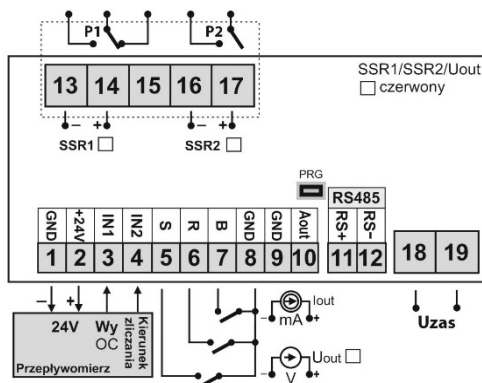 P1 P2
13 14 15 16 17
– + – +
SSR1 SSR2
SSR1/SSR2/Uout
czerwony
PRG
RS485
GND +24V IN1 IN2 S R B GND GND Aout RS+ RS-
1 2 3 4 5 6 7 8 9 10 11 12
18 19
– +
24V Wy
OC
Kierunek
zliczania
Przepływomierz
Iout
- mA +
Uout
- V +
Uzas